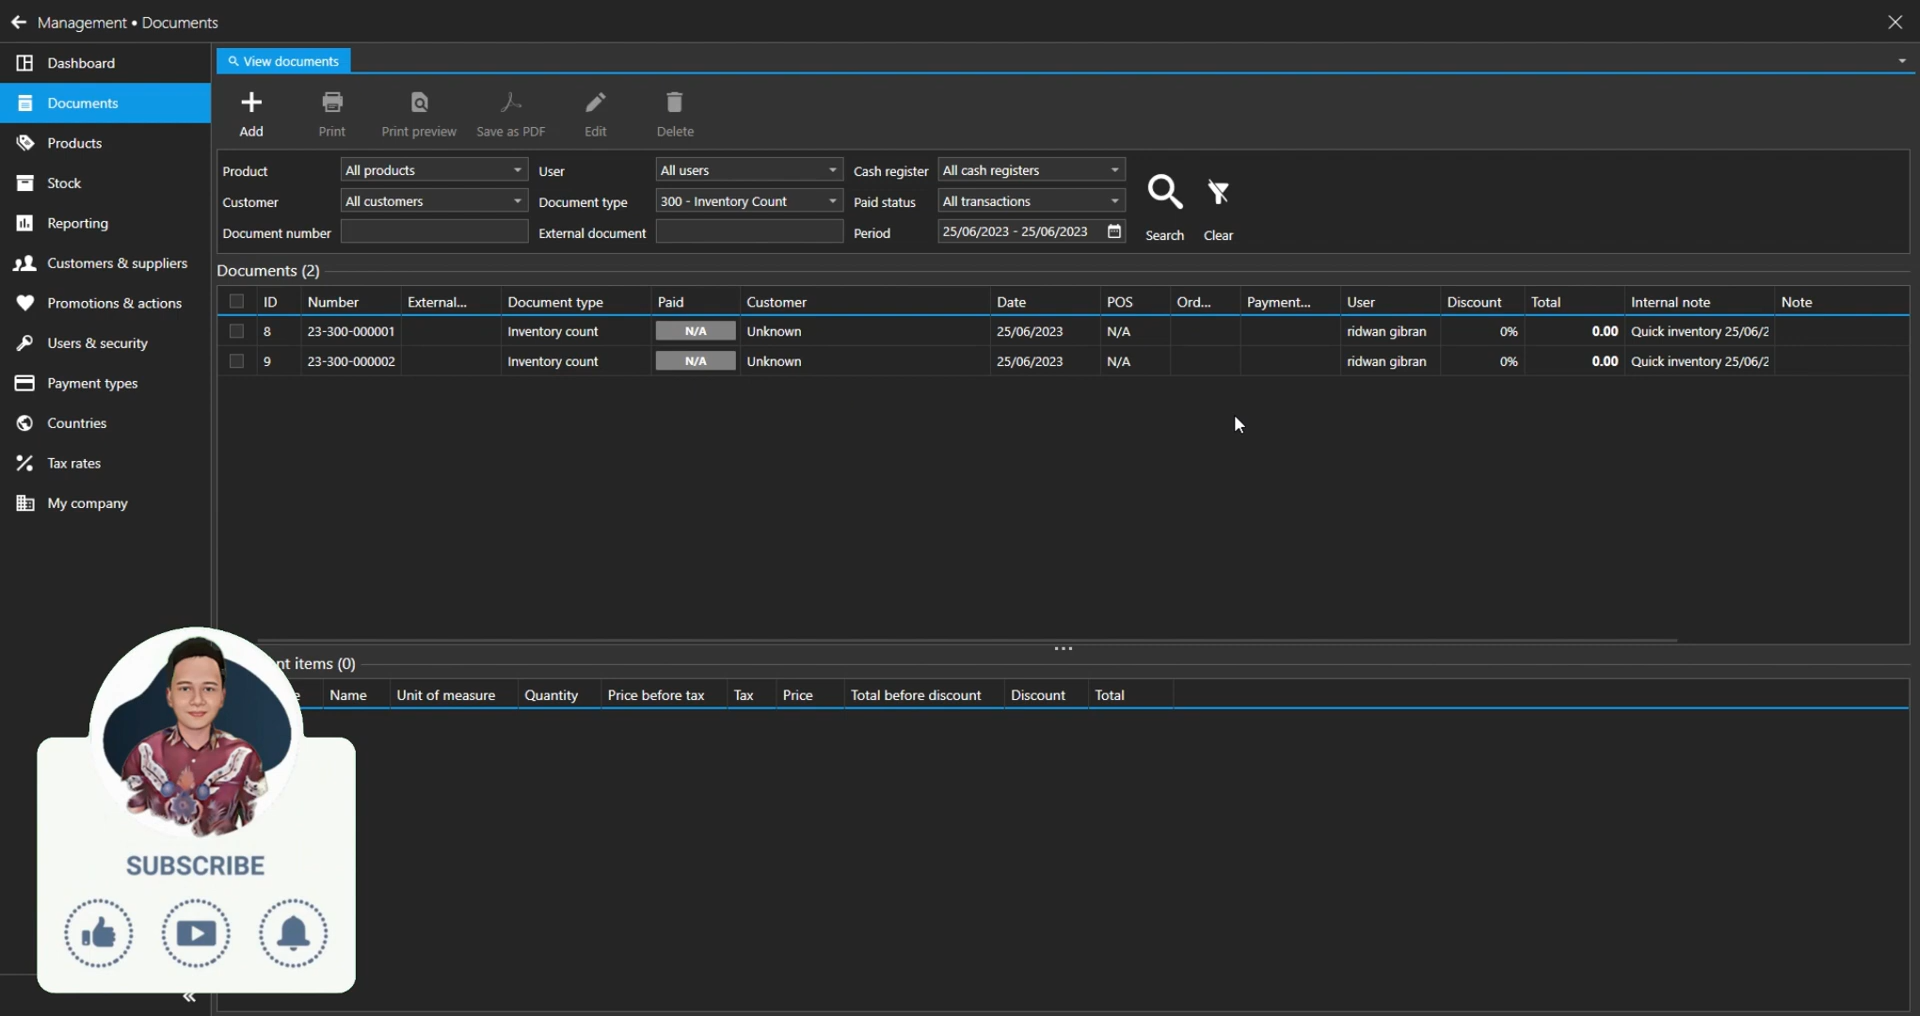 Management • Documents
Dashboard
Documents
Products
Stock
Reporting
Customers & suppliers
Promotions & actions
Users & security
Payment types
Countries
Tax rates
My company
View documents
Add Print Print preview Save as PDF Edit Delete
Product All products User All users Cash register All cash registers
Customer All customers Document type 300 - Inventory Count Paid status All transactions
Document number External document Period 25/06/2023 - 25/06/2023
Search Clear
Documents (2)
ID Number External... Document type Paid Customer Date POS Ord... Payment... User Discount Total Internal note Note
8 23-300-000001 Inventory count N/A Unknown 25/06/2023 N/A ridwan gibran 0% 0.00 Quick inventory 25/06/2
9 23-300-000002 Inventory count N/A Unknown 25/06/2023 N/A ridwan gibran 0% 0.00 Quick inventory 25/06/2
nt items (0)
e Name Unit of measure Quantity Price before tax Tax Price Total before discount Discount Total
SUBSCRIBE